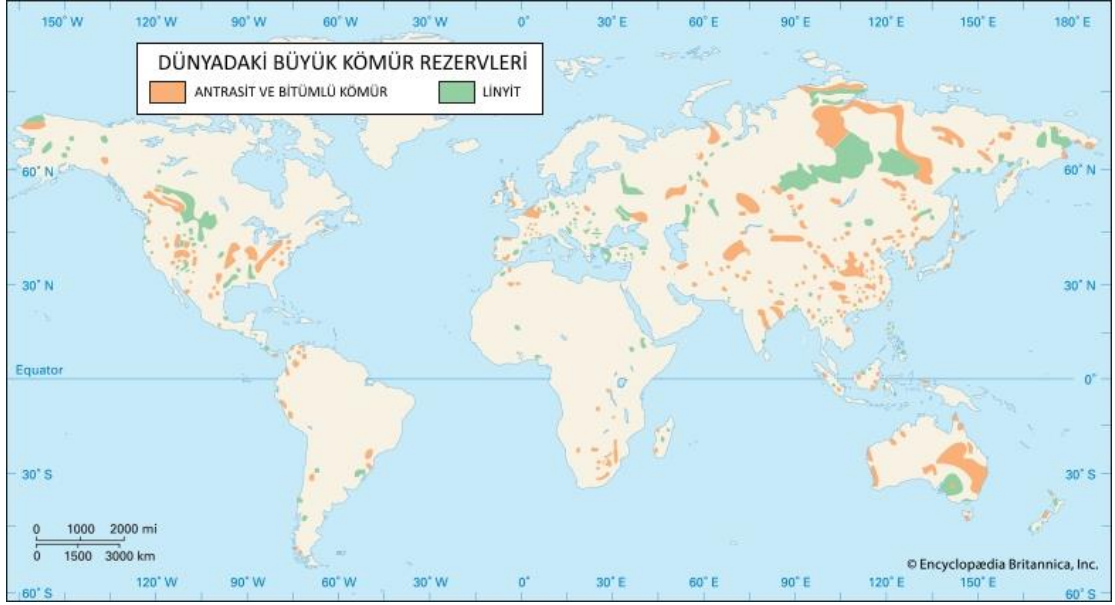 150° W 120° W 90° W 60° W 30° W 0° 30° E 60° E 90° E 120° E 150° E 180° E
DÜNYADAKİ BÜYÜK KÖMÜR REZERVLERİ
ANTRASİT VE BİTÜMLÜ KÖMÜR LİNYİT
60° N 60° N
30° N 30° N
Equator 0°
30° S 30° S
0 1000 2000 mi
0 1500 3000 km
© Encyclopædia Britannica, Inc.
60° S 120° W 90° W 60° W 30° W 0° 30° E 60° E 90° E 120° E 150° E 60° S